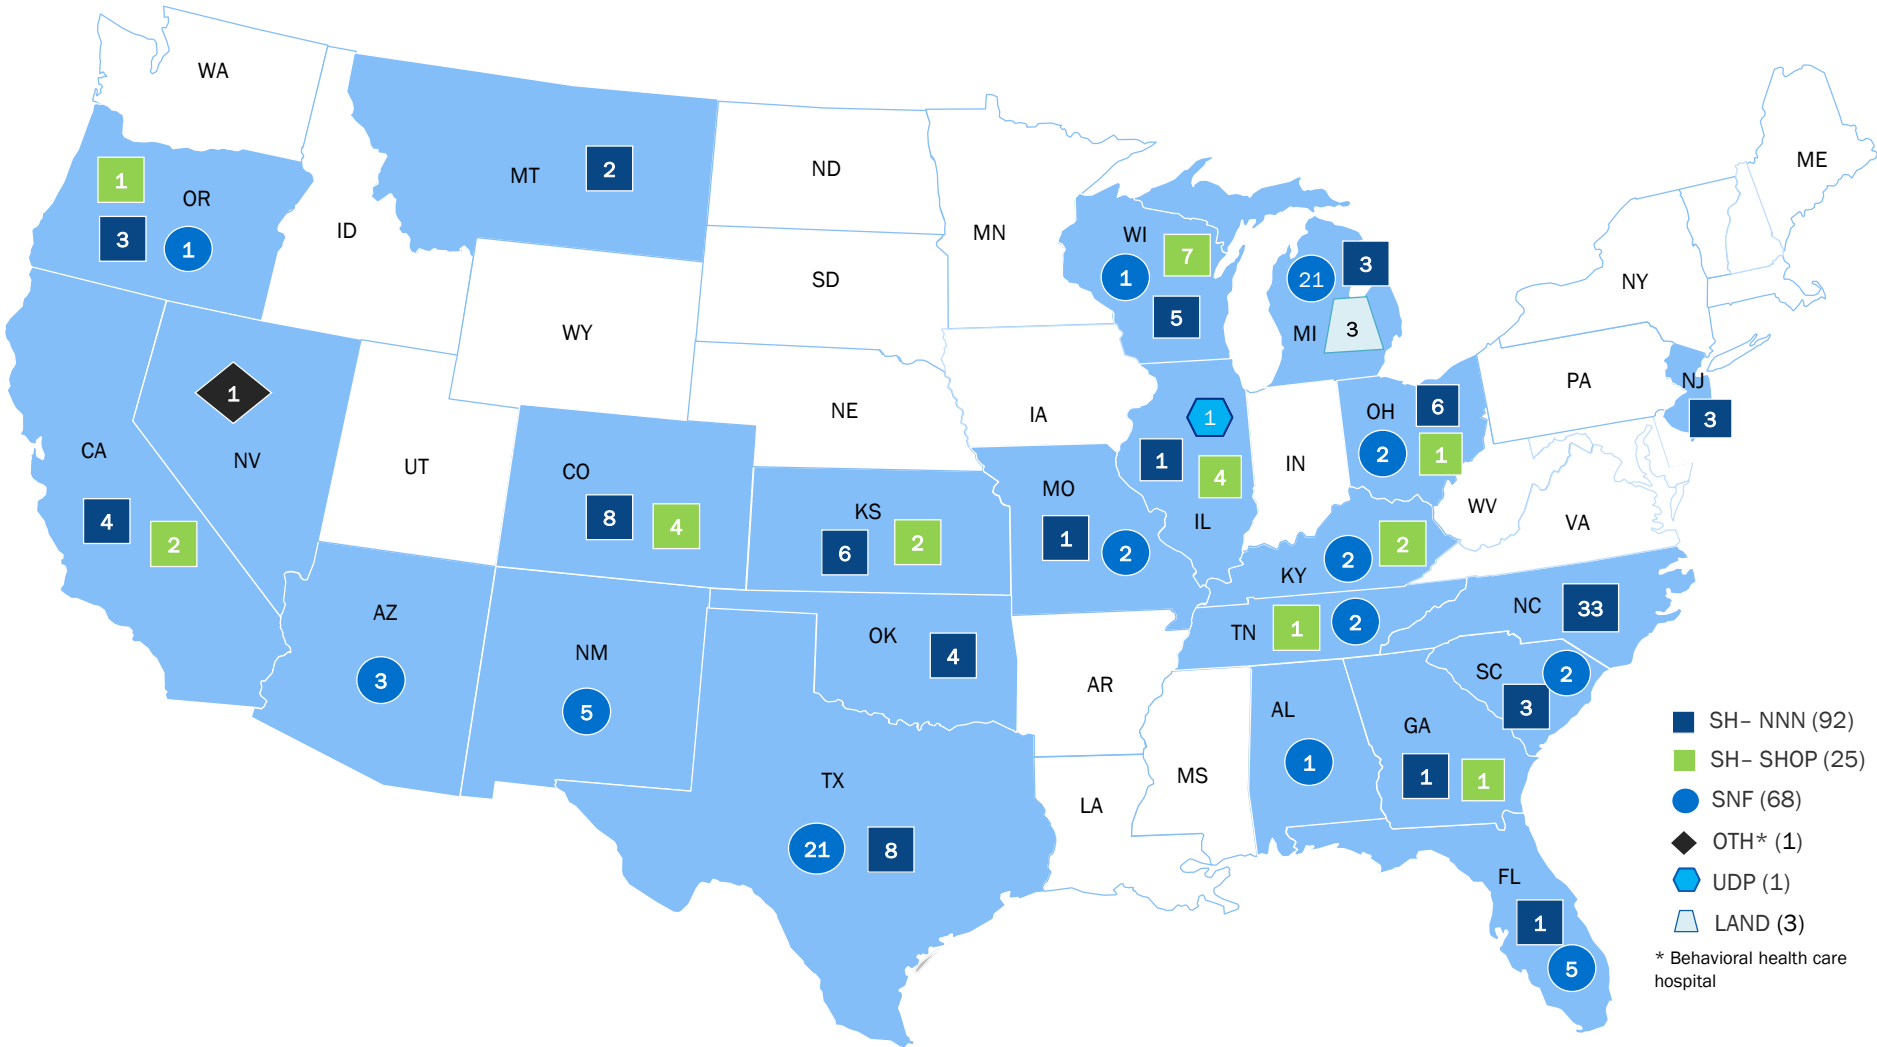 WA
MT
2
ND
ME
1
OR
3
1
ID
MN
WI
7
1
5
21
3
MI
3
SD
NY
WY
1
NV
NE
IA
1
1
4
IL
OH
6
2
1
PA
NJ
3
CA
4
2
UT
CO
8
4
KS
6
2
MO
1
2
IN
WV
VA
KY
2
2
AZ
3
NM
5
OK
4
AR
TN
1
2
NC
33
SC
2
3
TX
21
8
LA
MS
AL
1
GA
1
1
FL
1
5
SH– NNN (92)
SH– SHOP (25)
SNF (68)
OTH* (1)
UDP (1)
LAND (3)
* Behavioral health care
hospital